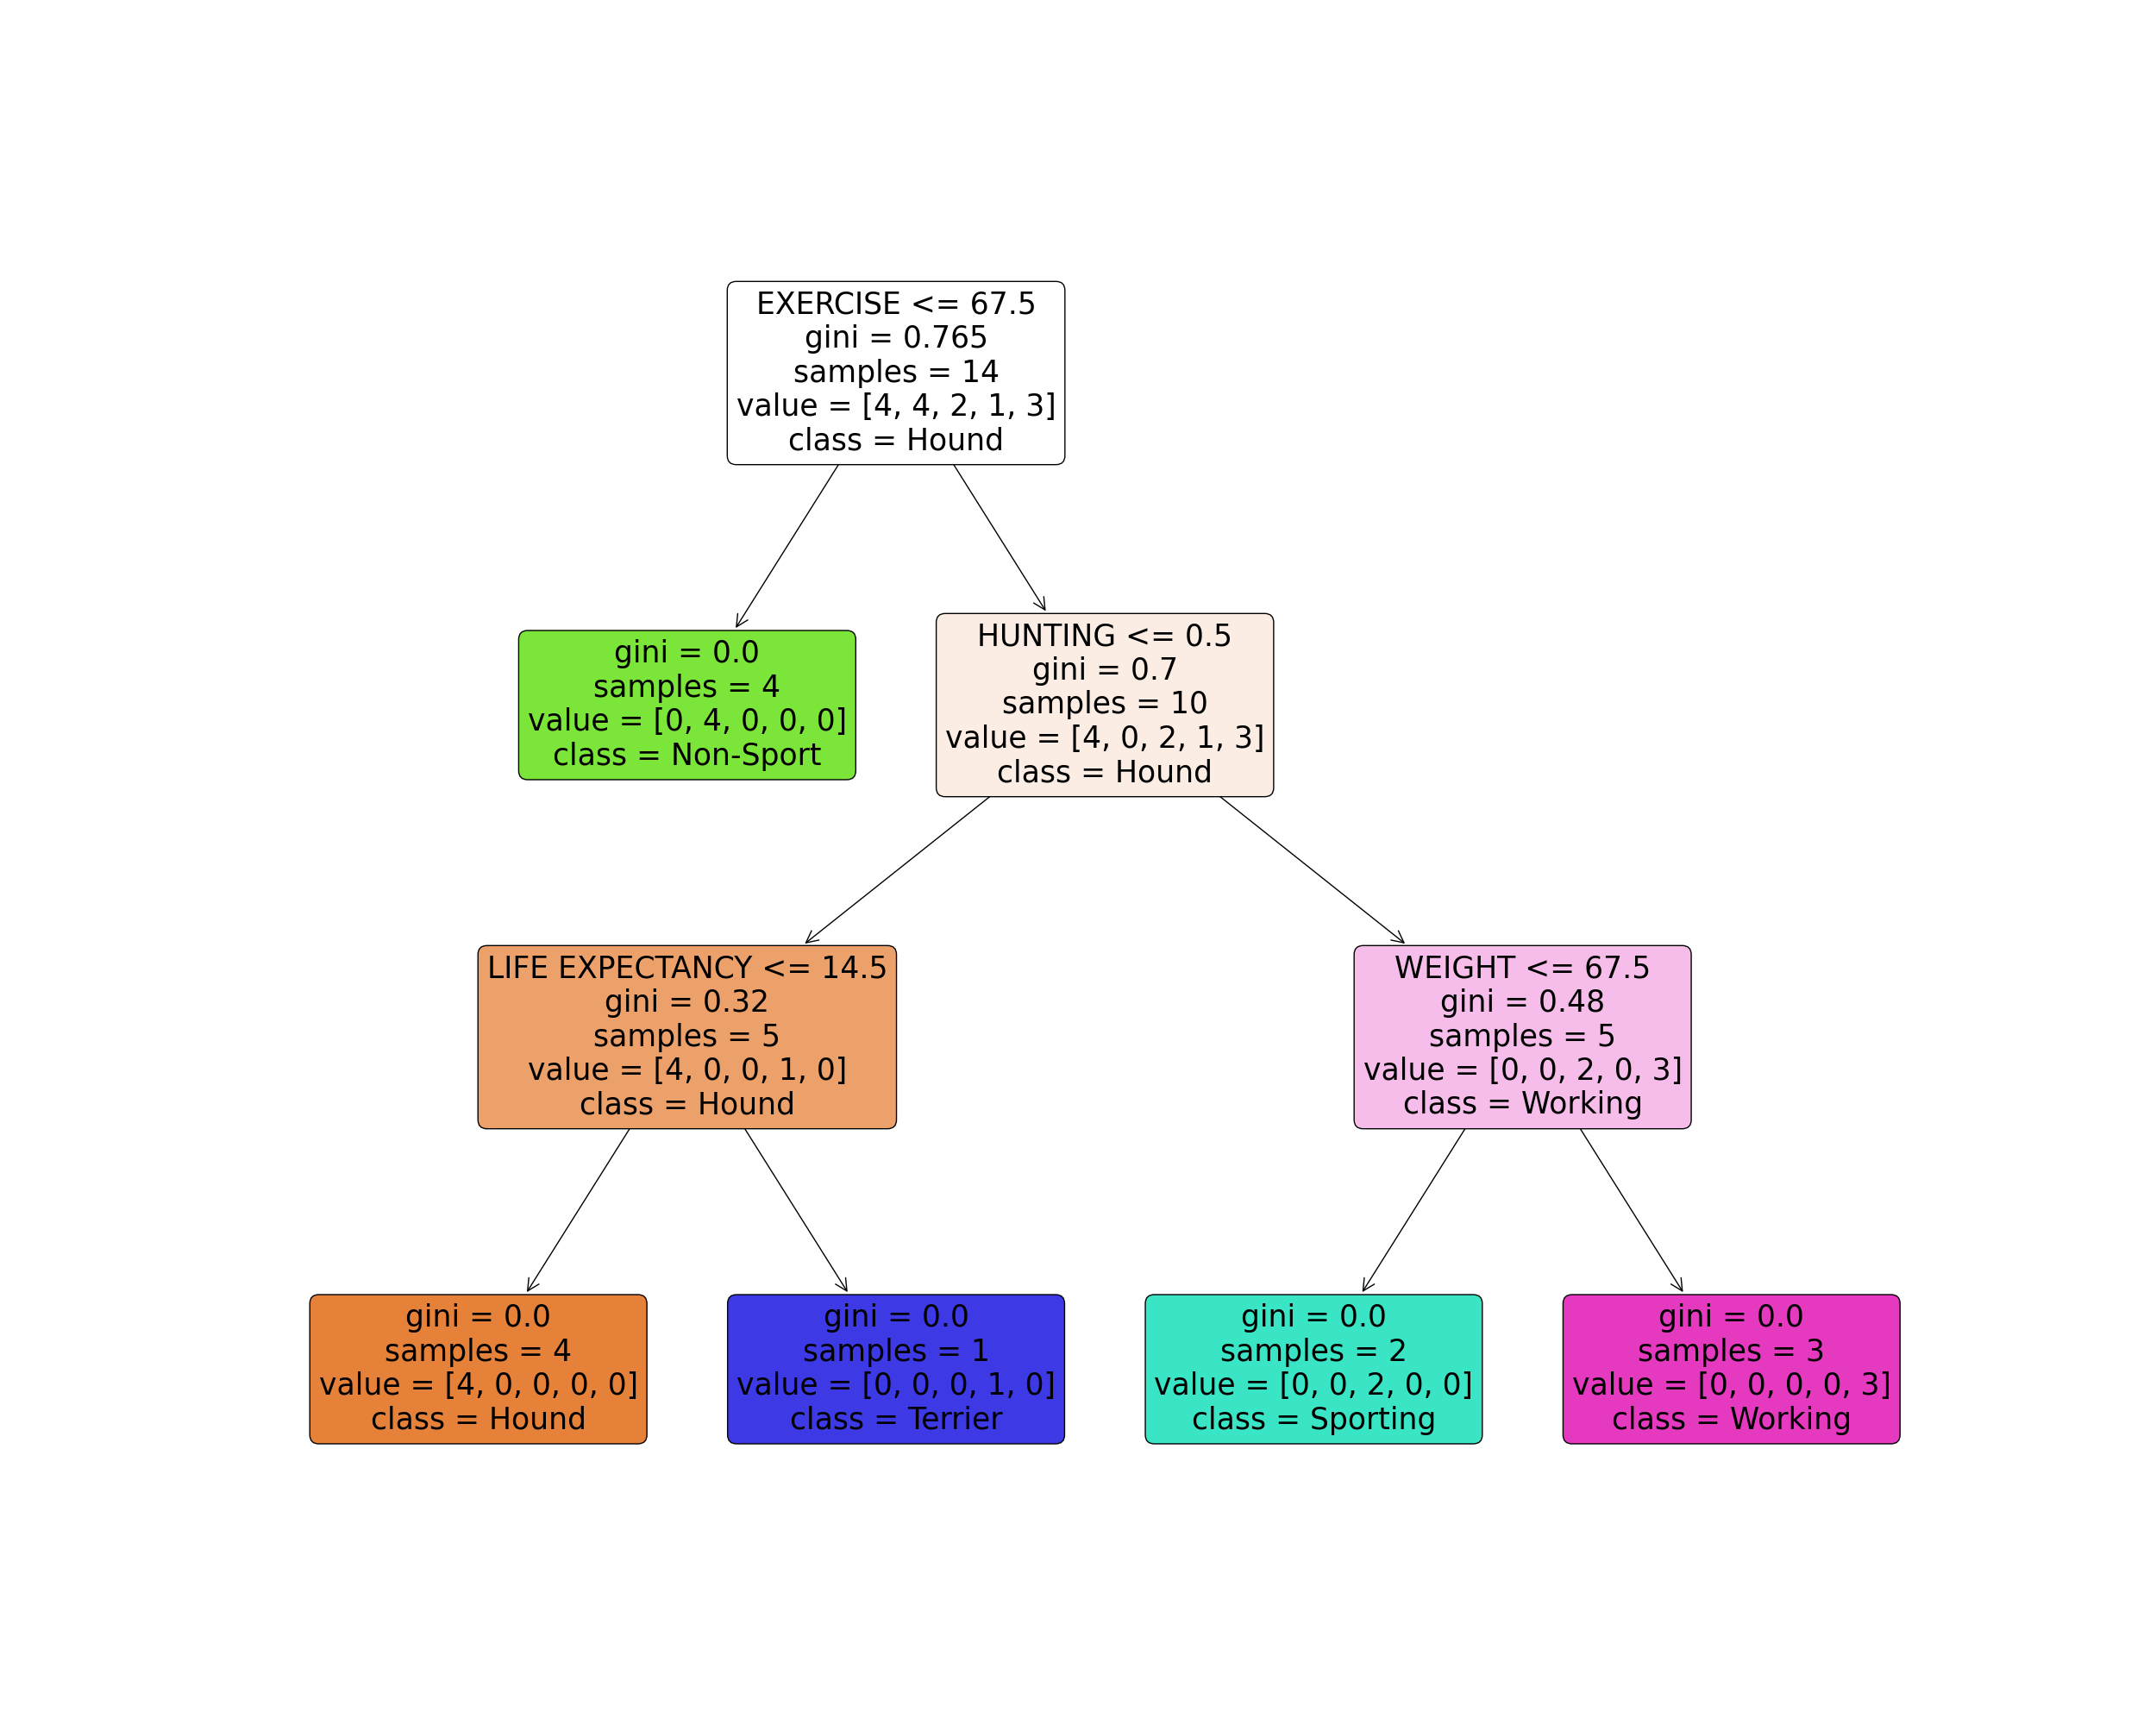 EXERCISE <= 67.5
gini = 0.765
samples = 14
value = [4, 4, 2, 1, 3]
class = Hound
gini = 0.0
samples = 4
value = [0, 4, 0, 0, 0]
class = Non-Sport
HUNTING <= 0.5
gini = 0.7
samples = 10
value = [4, 0, 2, 1, 3]
class = Hound
LIFE EXPECTANCY <= 14.5
gini = 0.32
samples = 5
value = [4, 0, 0, 1, 0]
class = Hound
WEIGHT <= 67.5
gini = 0.48
samples = 5
value = [0, 0, 2, 0, 3]
class = Working
gini = 0.0
samples = 4
value = [4, 0, 0, 0, 0]
class = Hound
gini = 0.0
samples = 1
value = [0, 0, 0, 1, 0]
class = Terrier
gini = 0.0
samples = 2
value = [0, 0, 2, 0, 0]
class = Sporting
gini = 0.0
samples = 3
value = [0, 0, 0, 0, 3]
class = Working